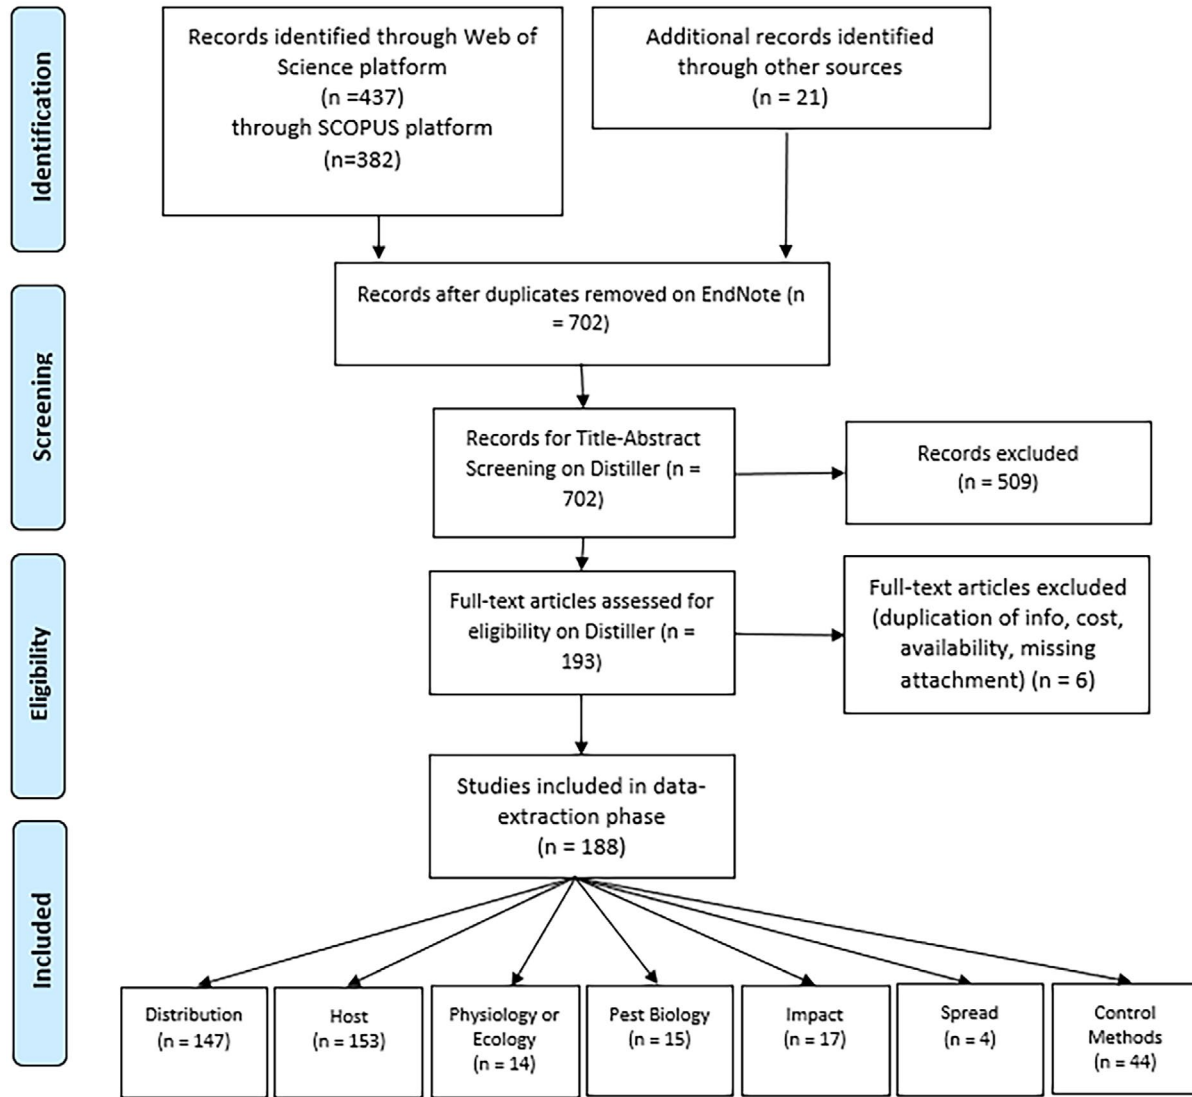 Identification
Records identified through Web of
Science platform
(n =437)
through SCOPUS platform
(n=382)
Additional records identified
through other sources
(n = 21)
Records after duplicates removed on EndNote (n
= 702)
Screening
Records for Title-Abstract
Screening on Distiller (n =
702)
Records excluded
(n = 509)
Eligibility
Full-text articles assessed for
eligibility on Distiller (n =
193)
Full-text articles excluded
(duplication of info, cost,
availability, missing
attachment) (n = 6)
Studies included in data-
extraction phase
(n = 188)
Included
Distribution
(n = 147)
Host
(n = 153)
Physiology or
Ecology
(n = 14)
Pest Biology
(n = 15)
Impact
(n = 17)
Spread
(n = 4)
Control
Methods
(n = 44)